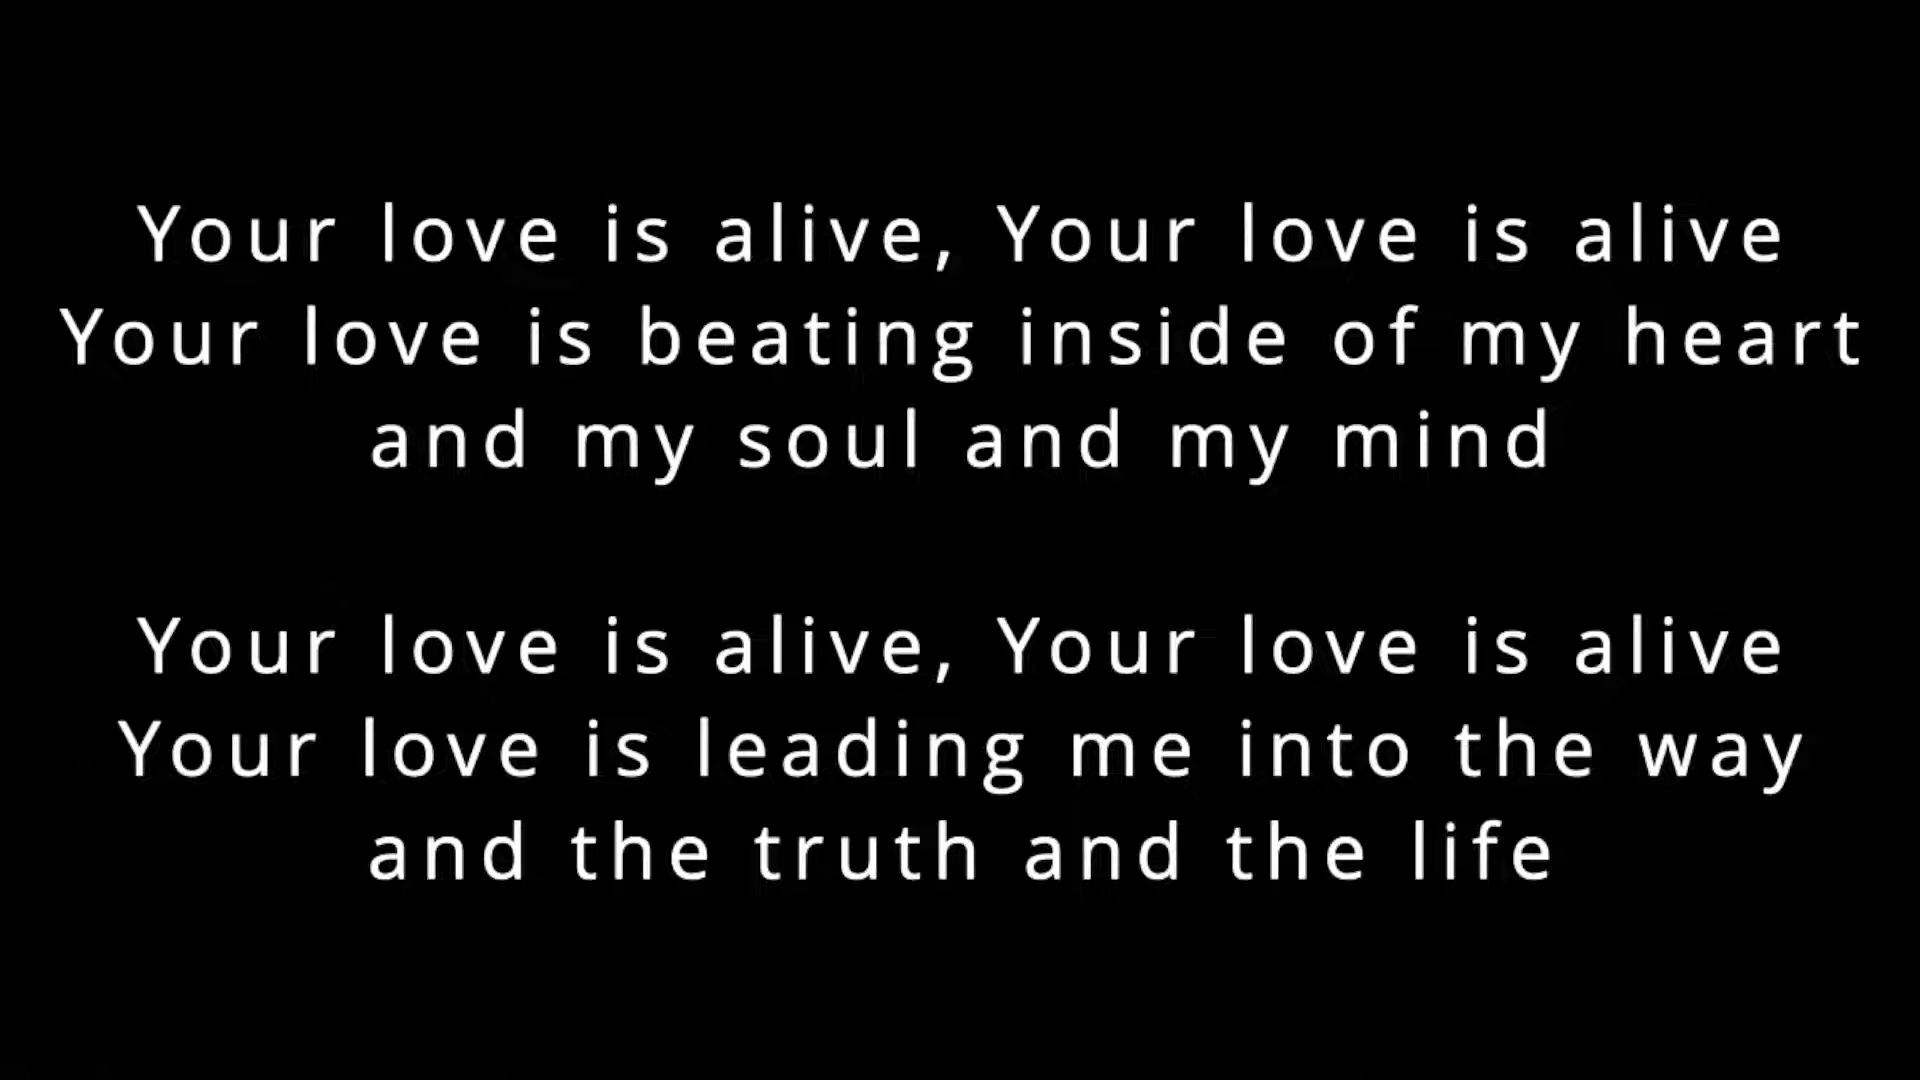 Your love is alive, Your love is alive
Your love is beating inside of my heart
and my soul and my mind
Your love is alive, Your love is alive
Your love is leading me into the way
and the truth and the life